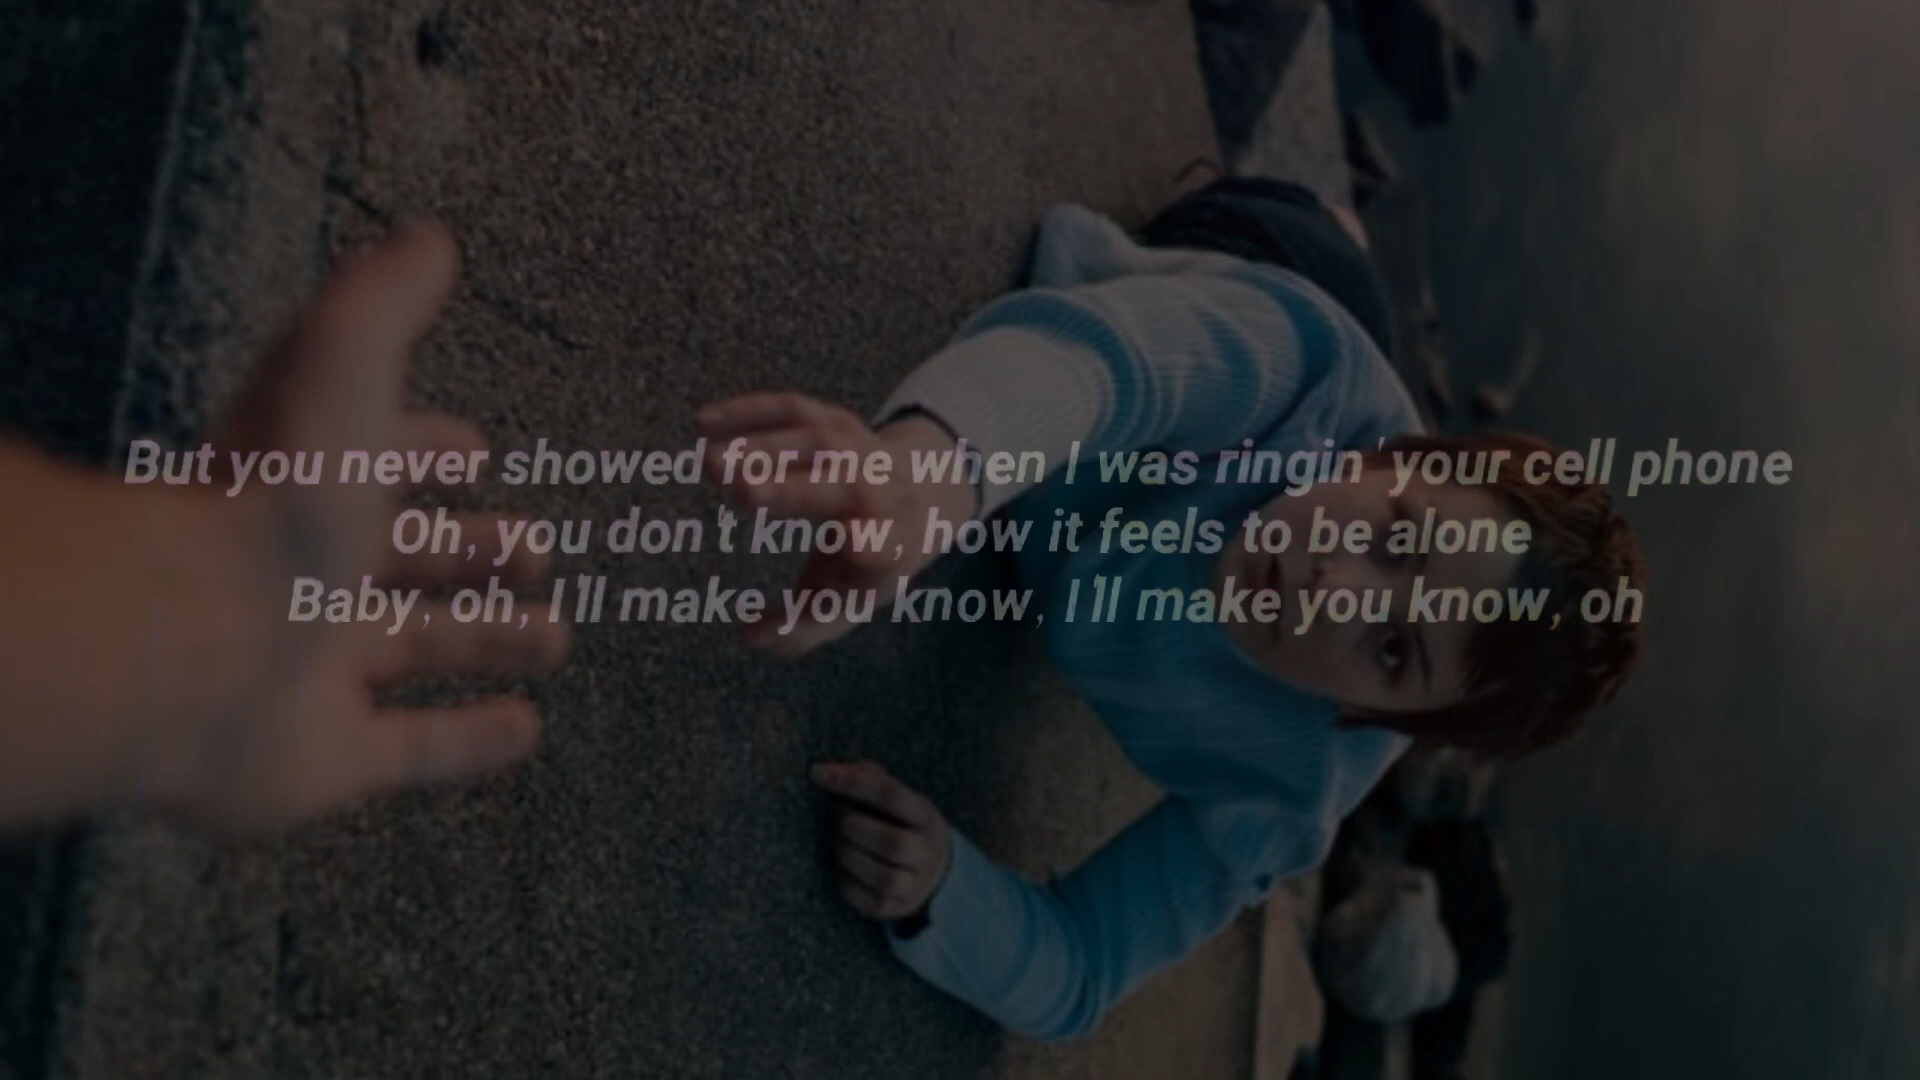 But you never showed for me when I was ringin' your cell phone
Oh, you don't know, how it feels to be alone
Baby, oh, I'll make you know, I'll make you know, oh